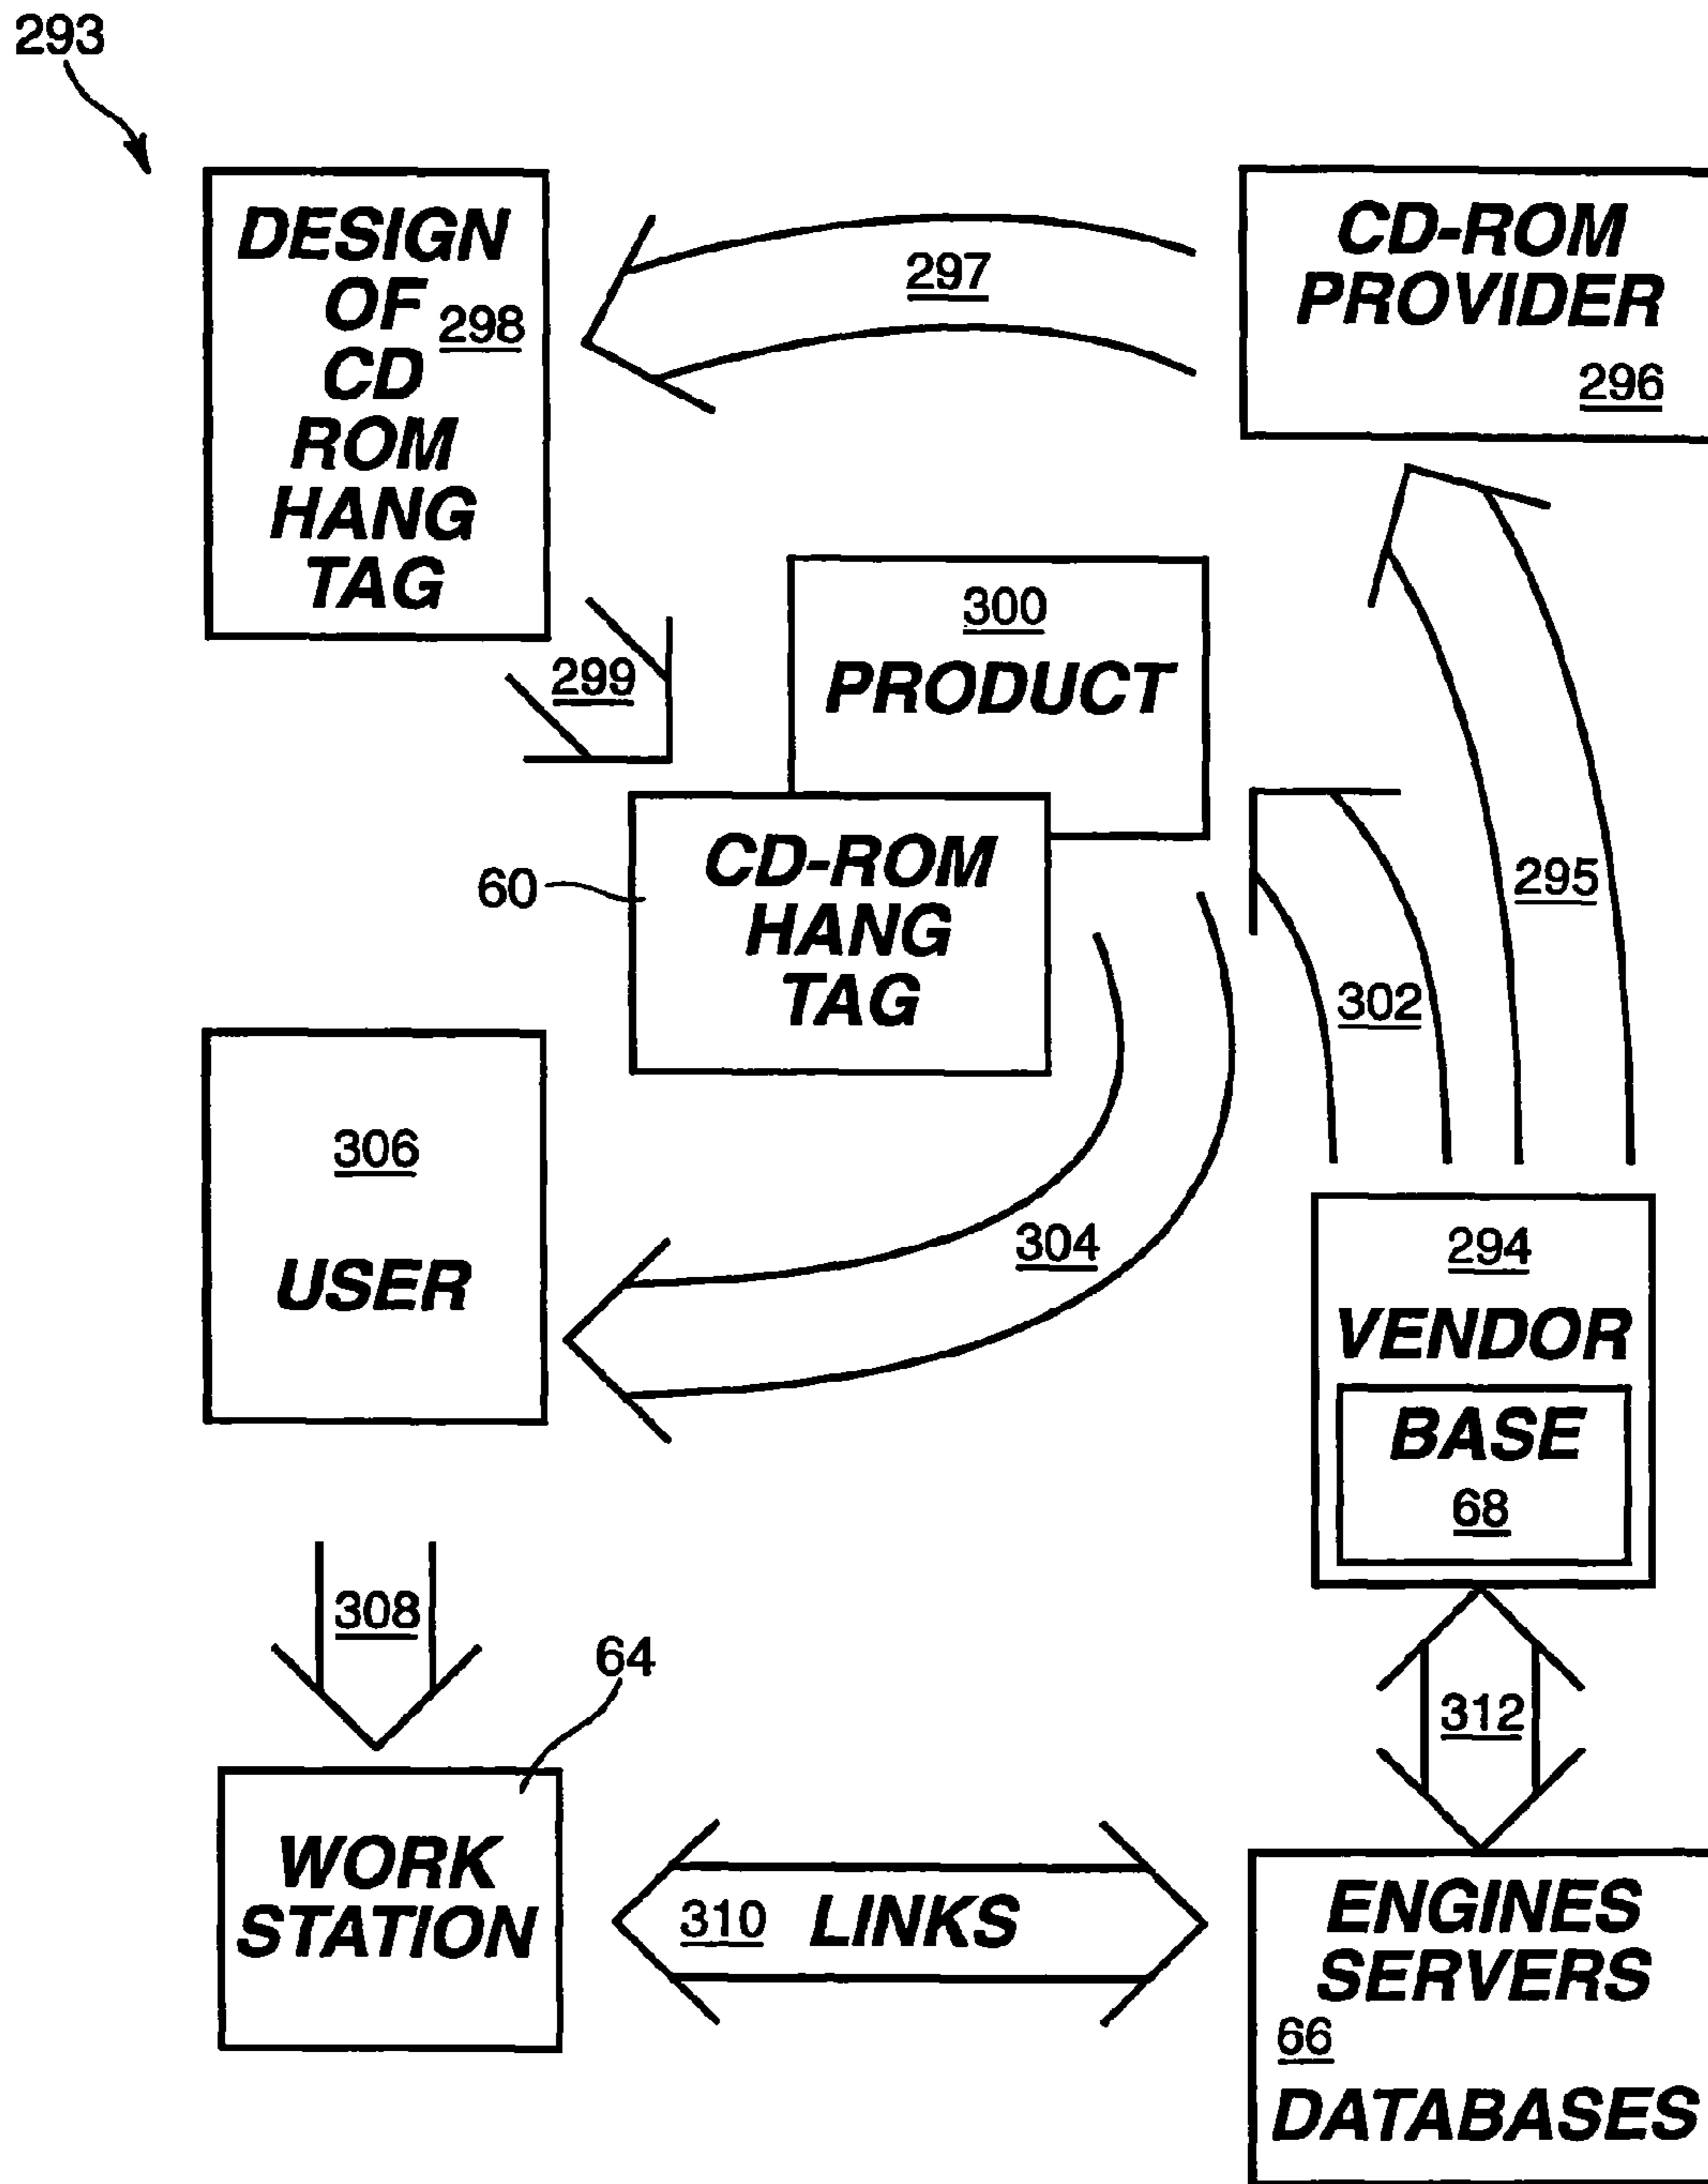 293
DESIGN
OF
298
CD
ROM
HANG
TAG
297
CD-ROM
PROVIDER
296
299
300
PRODUCT
60
CD-ROM
HANG
TAG
295
302
306
USER
304
294
VENDOR
BASE
68
308
64
312
WORK
STATION
310 LINKS
ENGINES
SERVERS
66
DATABASES